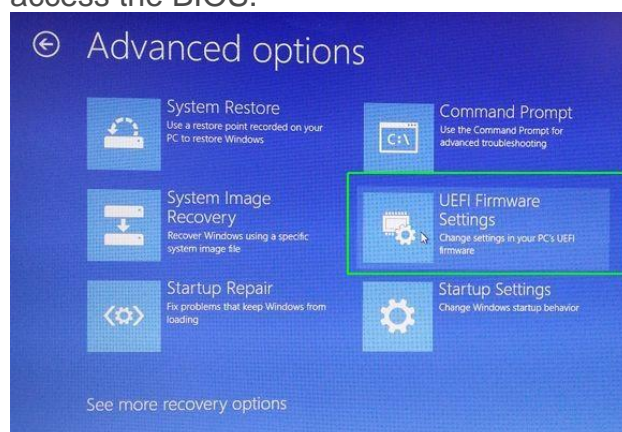 access the BIOS.
Advanced options
System Restore
Use a restore point recorded on your
PC to restore Windows
Command Prompt
Use the Command Prompt for
advanced troubleshooting
C:\
System Image
Recovery
Recover Windows using a specific
system image file
UEFI Firmware
Settings
Change settings in your PC's UEFI
firmware
Startup Repair
Fix problems that keep Windows from
loading
Startup Settings
Change Windows startup behavior
See more recovery options